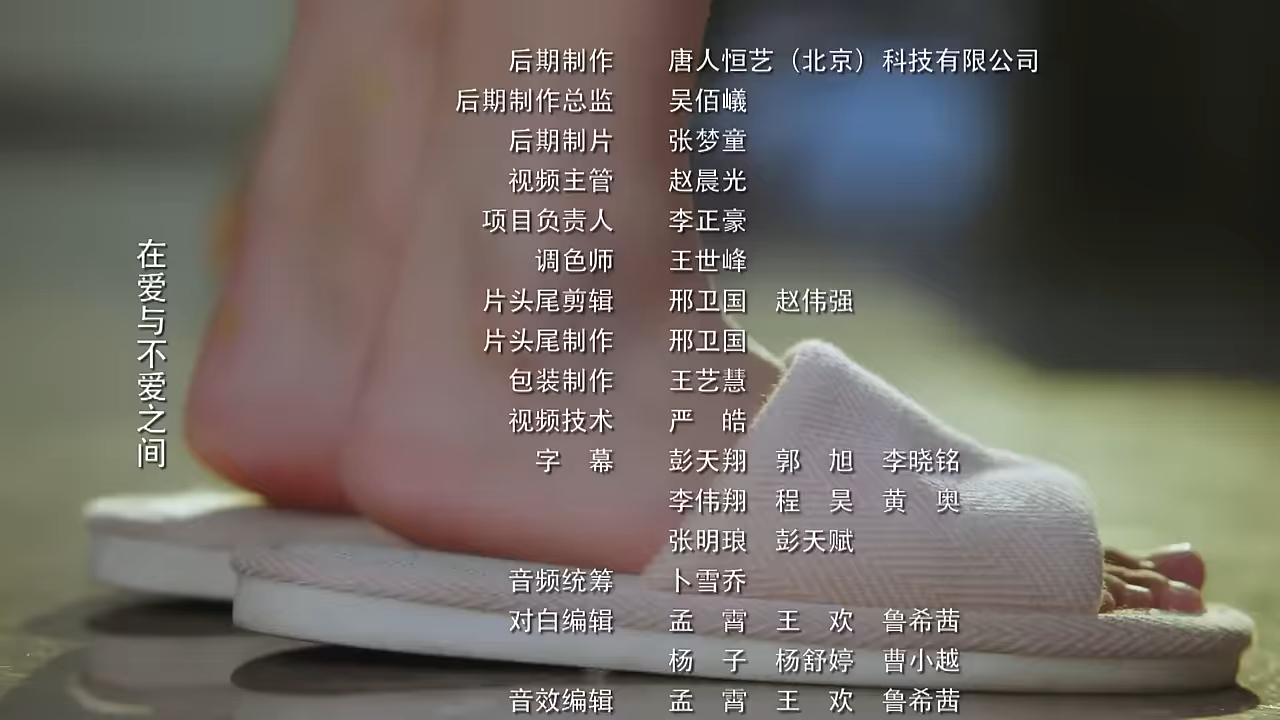 后期制作 唐人恒艺（北京）科技有限公司
后期制作总监 吴佰嶬
后期制片 张梦童
视频主管 赵晨光
项目负责人 李正豪
调色师 王世峰
片头尾剪辑 邢卫国 赵伟强
片头尾制作 邢卫国
包装制作 王艺慧
视频技术 严 皓
字 幕 彭天翔 郭 旭 李晓铭
李伟翔 程 昊 黄 奥
张明琅 彭天赋
音频统筹 卜雪乔
对白编辑 孟 霄 王 欢 鲁希茜
杨 子 杨舒婷 曹小越
音效编辑 孟 霄 王 欢 鲁希茜
在爱与不爱之间